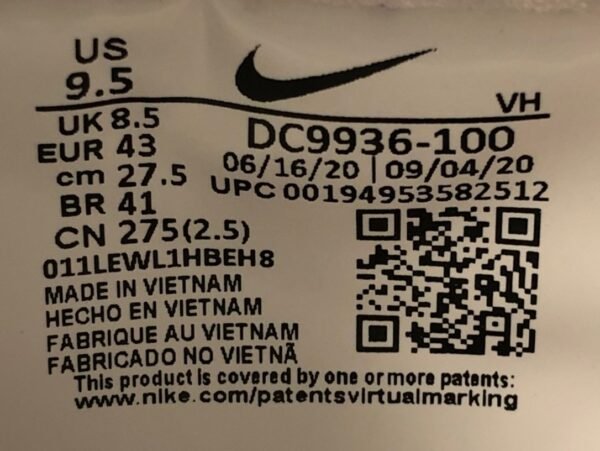 US
9.5
VH
UK 8.5
EUR 43
cm 27.5
BR 41
CN 275(2.5)
DC9936-100
06/16/20 | 09/04/20
UPC 00194953582512
011LEWL1HBEH8
MADE IN VIETNAM
HECHO EN VIETNAM
FABRIQUE AU VIETNAM
FABRICADO NO VIETNÃ
This product is covered by one or more patents:
www.nike.com/patentsvirtualmarking